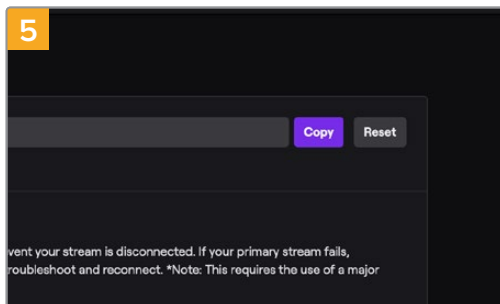 5
Copy Reset
vent your stream is disconnected. If your primary stream fails,
roubleshoot and reconnect. *Note: This requires the use of a major